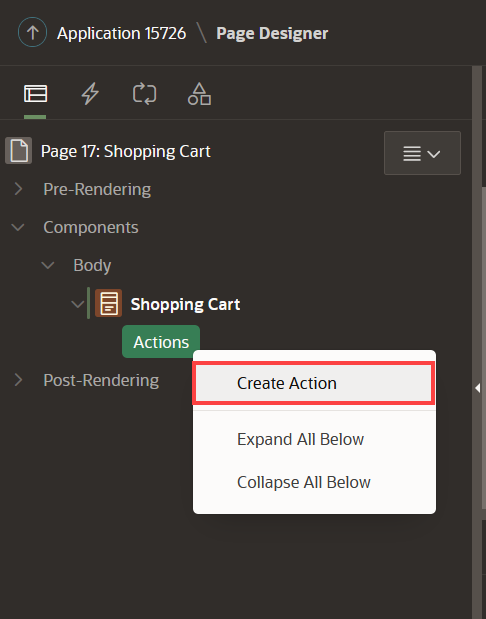 Application 15726 \ Page Designer
Page 17: Shopping Cart
Pre-Rendering
Components
Body
Shopping Cart
Actions
Post-Rendering
Create Action
Expand All Below
Collapse All Below